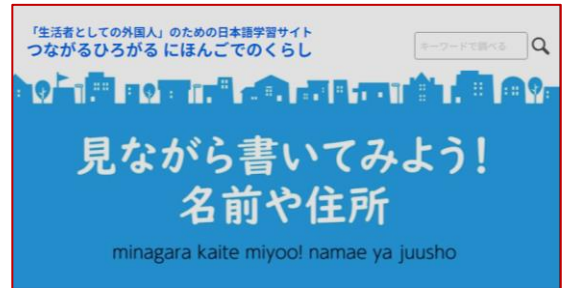 「生活者としての外国人」のための日本語学習サイト
つながるひろがる にほんごでのくらし
キーワードで調べる
見ながら書いてみよう!
名前や住所
minagara kaite miyoo! namae ya juusho